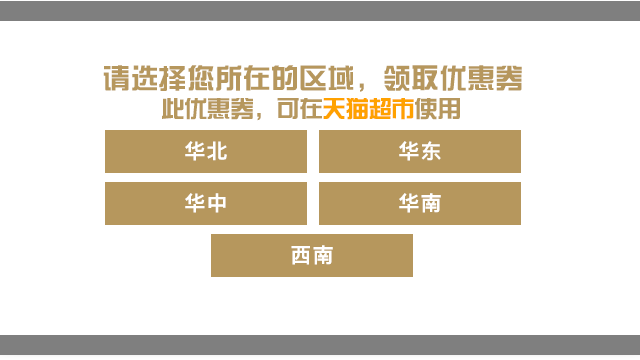 请选择您所在的区域，领取优惠券
此优惠券，可在天猫超市使用
华北 华东
华中 华南
西南